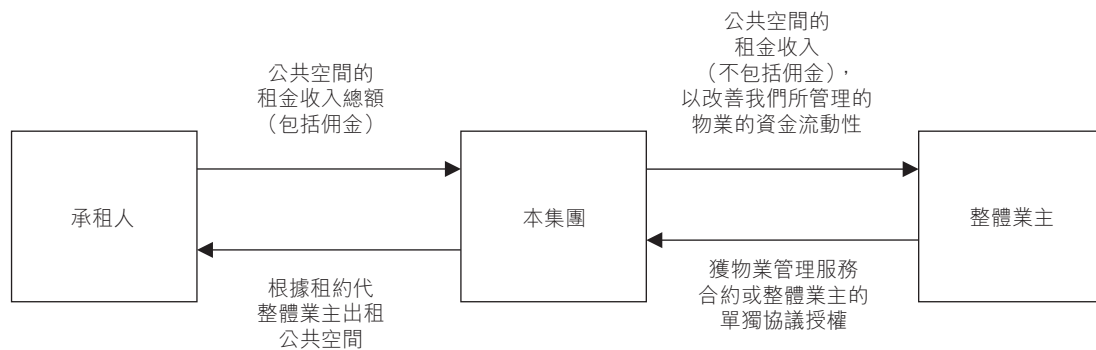 公共空間的
租金收入總額
（包括佣金）
公共空間的
租金收入
（不包括佣金），
以改善我們所管理的
物業的資金流動性
承租人
本集團
整體業主
根據租約代
整體業主出租
公共空間
獲物業管理服務
合約或整體業主的
單獨協議授權